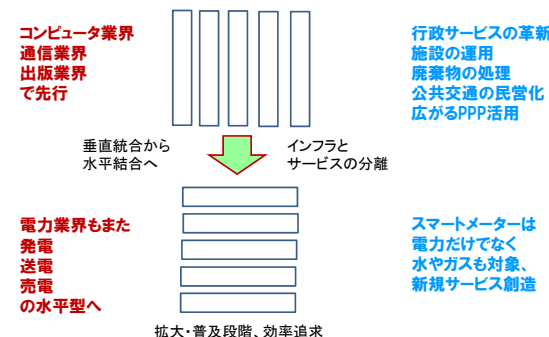 コンピュータ業界
通信業界
出版業界
で先行
行政サービスの革新
施設の運用
廃棄物の処理
公共交通の民営化
広がるPPP活用
垂直統合から
水平結合へ
インフラと
サービスの分離
電力業界もまた
発電
送電
売電
の水平型へ
スマートメーターは
電力だけでなく
水やガスも対象、
新規サービス創造
拡大・普及段階、効率追求